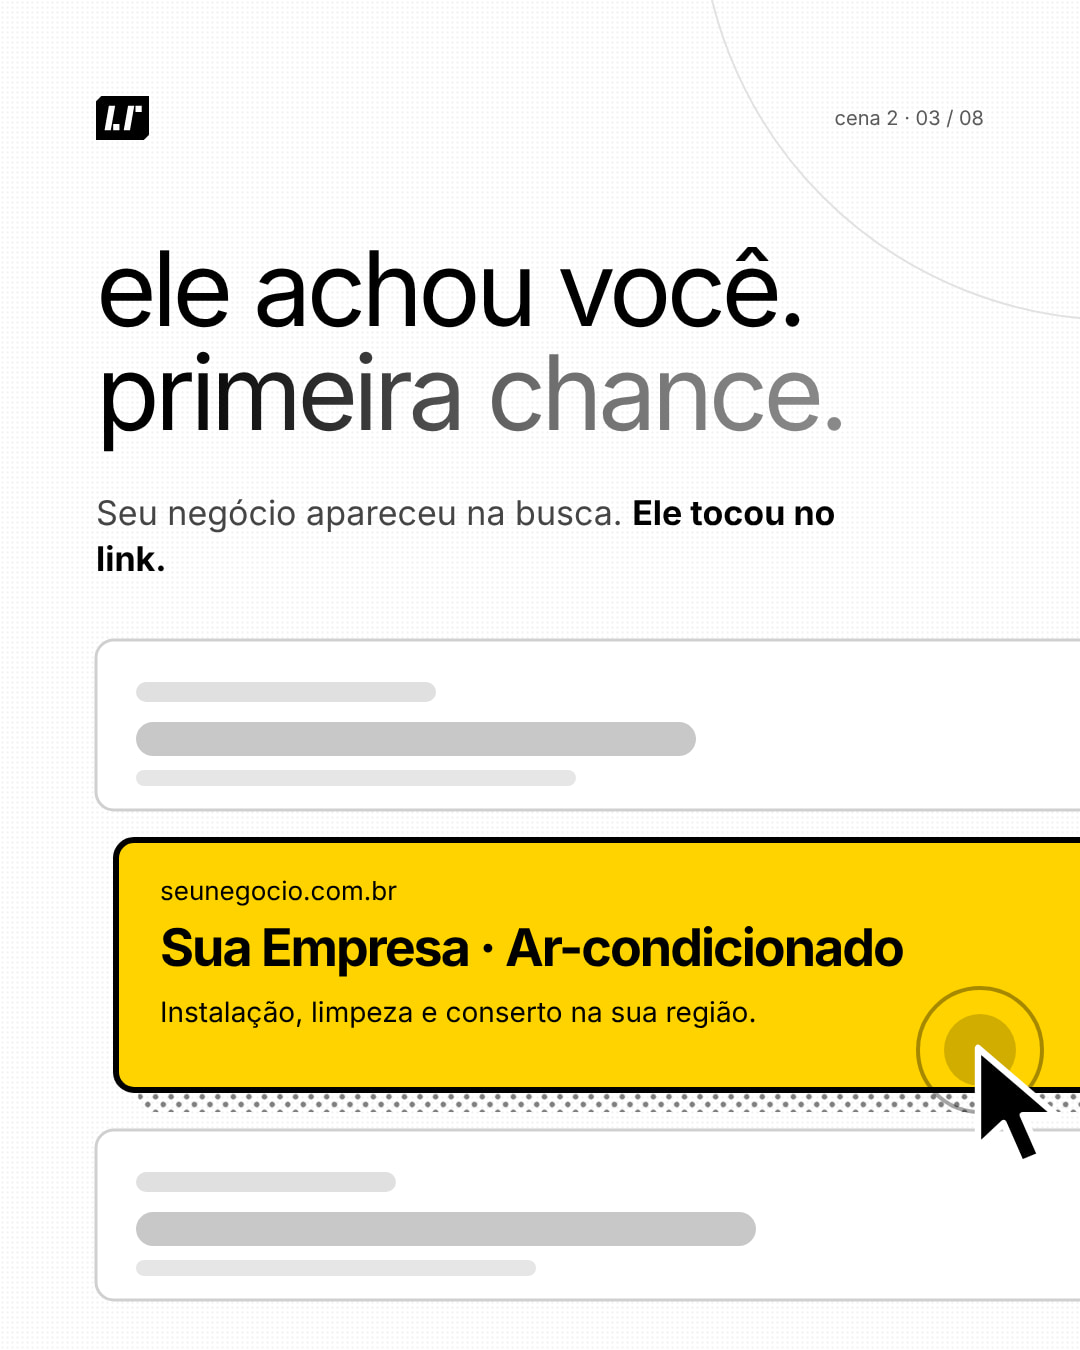 cena 2 · 03 / 08
ele achou você.
primeira chance.
Seu negócio apareceu na busca. Ele tocou no
link.
seunegocio.com.br
Sua Empresa · Ar-condicionado
Instalação, limpeza e conserto na sua região.